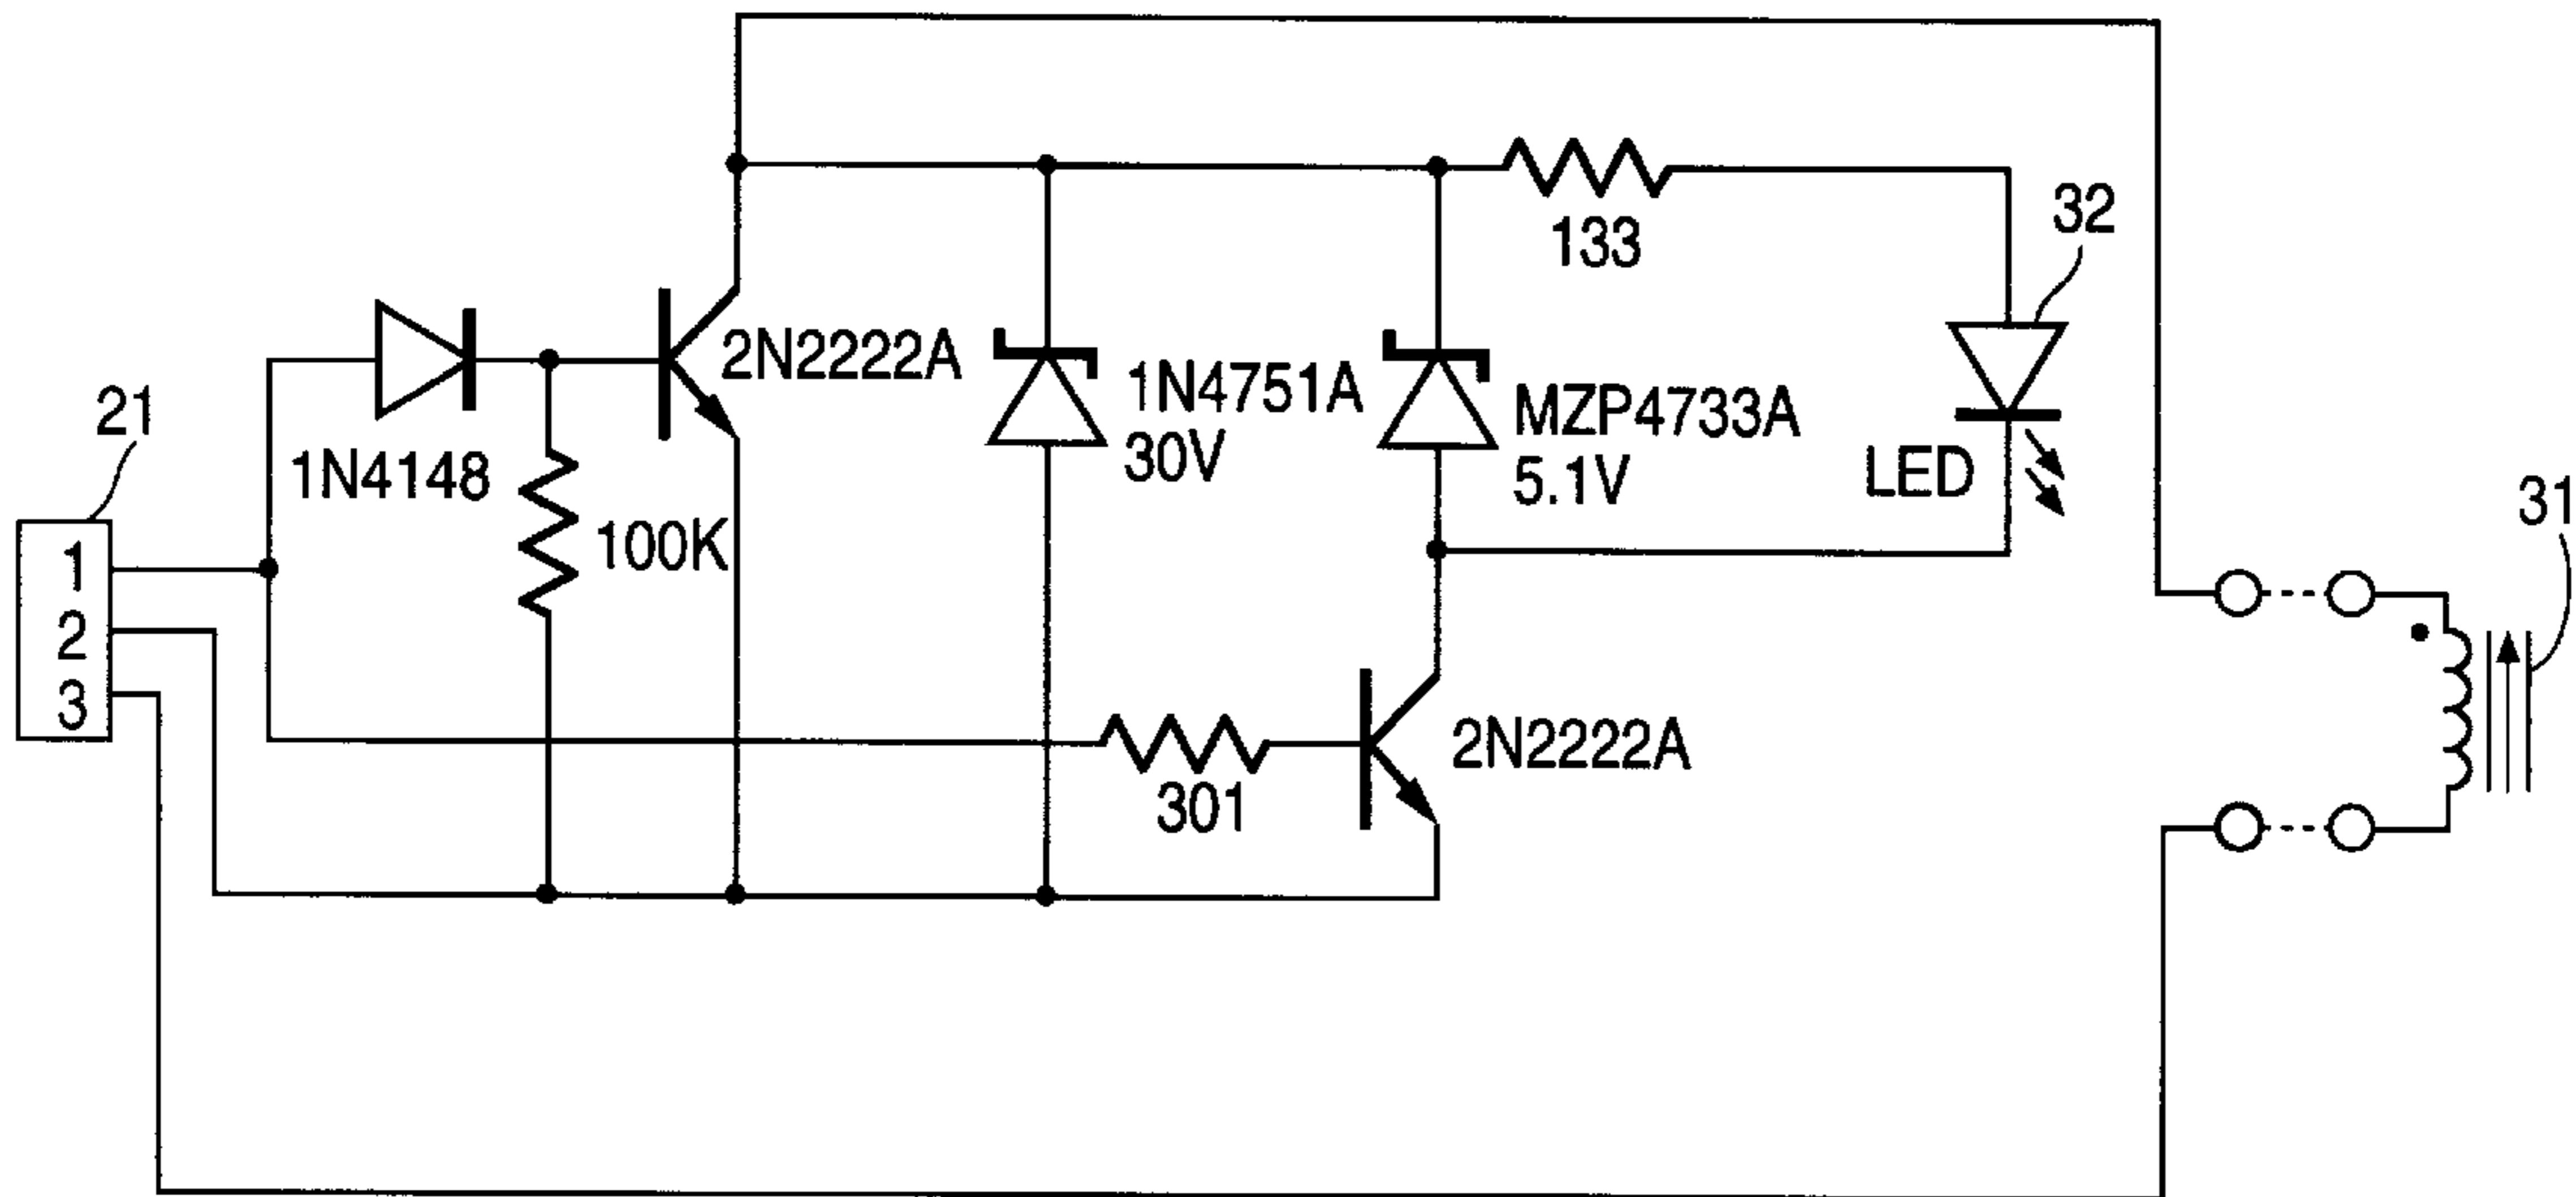 133
32
2N2222A
1N4751A
30V
MZP4733A
5.1V
LED
21
1N4148
100K
31
1
2
3
301
2N2222A